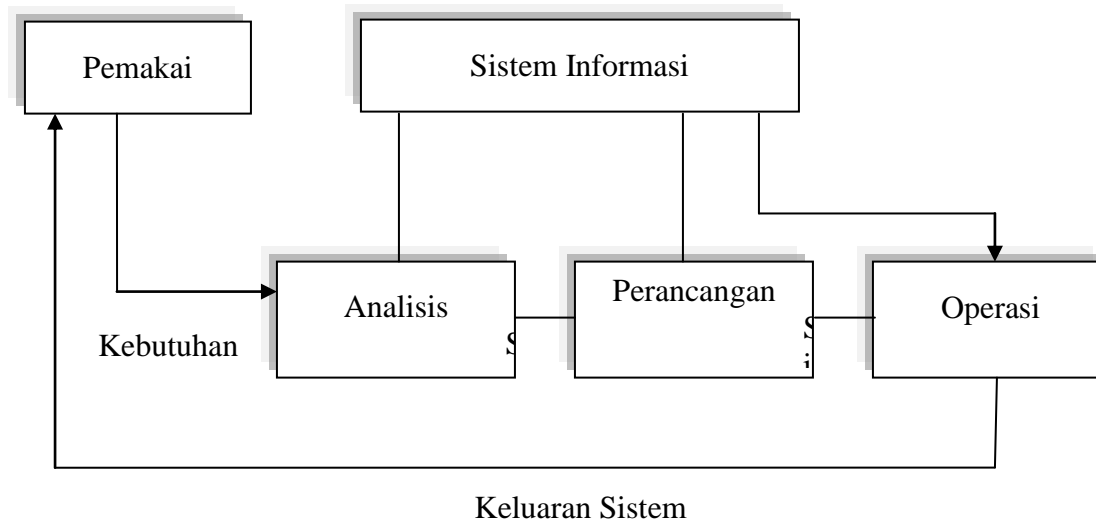 Pemakai
Sistem Informasi
Analisis
Perancangan
Operasi
Kebutuhan
Keluaran Sistem